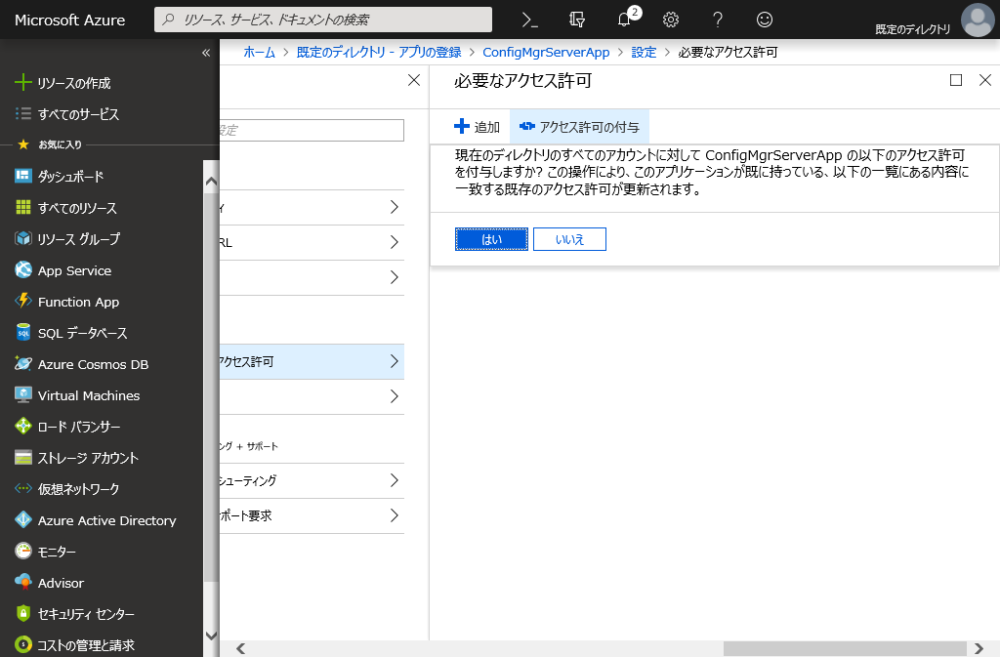 Microsoft Azure
リソース、サービス、ドキュメントの検索
2
既定のディレクトリ
ホーム > 既定のディレクトリ - アプリの登録 > ConfigMgrServerApp > 設定 > 必要なアクセス許可
リソースの作成
すべてのサービス
お気に入り
ダッシュボード
すべてのリソース
リソース グループ
App Service
Function App
SQL データベース
Azure Cosmos DB
Virtual Machines
ロード バランサー
ストレージ アカウント
仮想ネットワーク
Azure Active Directory
モニター
Advisor
セキュリティ センター
コストの管理と請求
設定
ィ
RL
アクセス許可
ング + サポート
シューティング
ポート要求
必要なアクセス許可
追加
アクセス許可の付与
現在のディレクトリのすべてのアカウントに対して ConfigMgrServerApp の以下のアクセス許可
を付与しますか? この操作により、このアプリケーションが既に持っている、以下の一覧にある内容に
一致する既存のアクセス許可が更新されます。
はい
いいえ